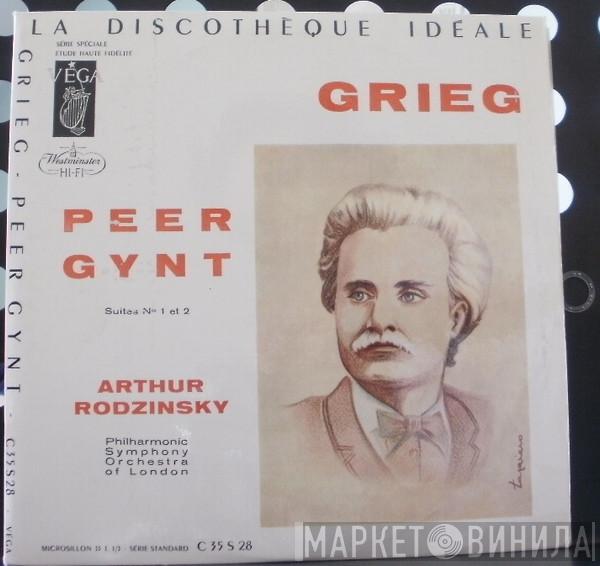 LA DISCOTHÈQUE IDÉALE
SÉRIE SPÉCIALE
ETUDE HAUTE FIDÉLITÉ
VÉGA
Westminster
HI-FI
GRIEG - PEER GYNT - C35S28 - VEGA
GRIEG
PEER
GYNT
Suites Nos 1 et 2
ARTHUR
RODZINSKY
Philharmonic
Symphony
Orchestra
of London
MICROSILLON 33 T. 1/3 - SÉRIE STANDARD C 35 S 28
МАРКЕТ ВИНИЛА